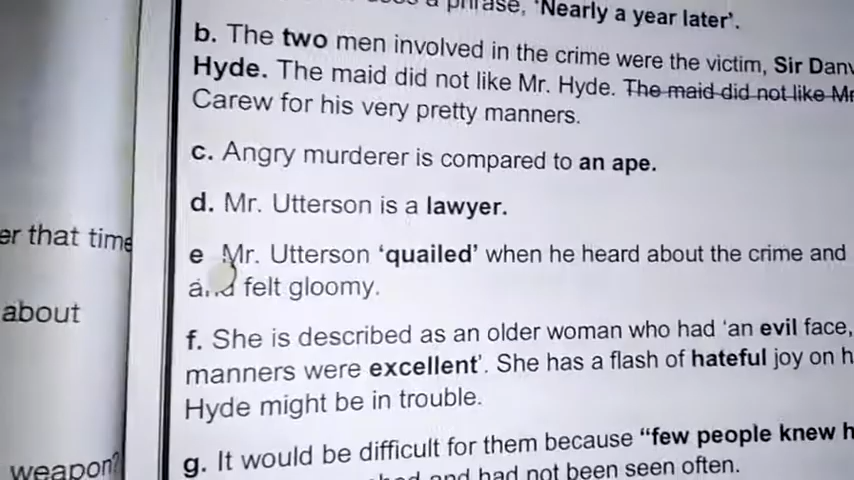 a phrase, 'Nearly a year later'.
b. The two men involved in the crime were the victim, Sir Danv
Hyde. The maid did not like Mr. Hyde. The maid did not like Mr
Carew for his very pretty manners.
c. Angry murderer is compared to an ape.
d. Mr. Utterson is a lawyer.
er that time
e Mr. Utterson 'quailed' when he heard about the crime and
and felt gloomy.
about
f. She is described as an older woman who had 'an evil face,
manners were excellent'. She has a flash of hateful joy on h
Hyde might be in trouble.
weapon?
g. It would be difficult for them because "few people knew h
and had not been seen often.